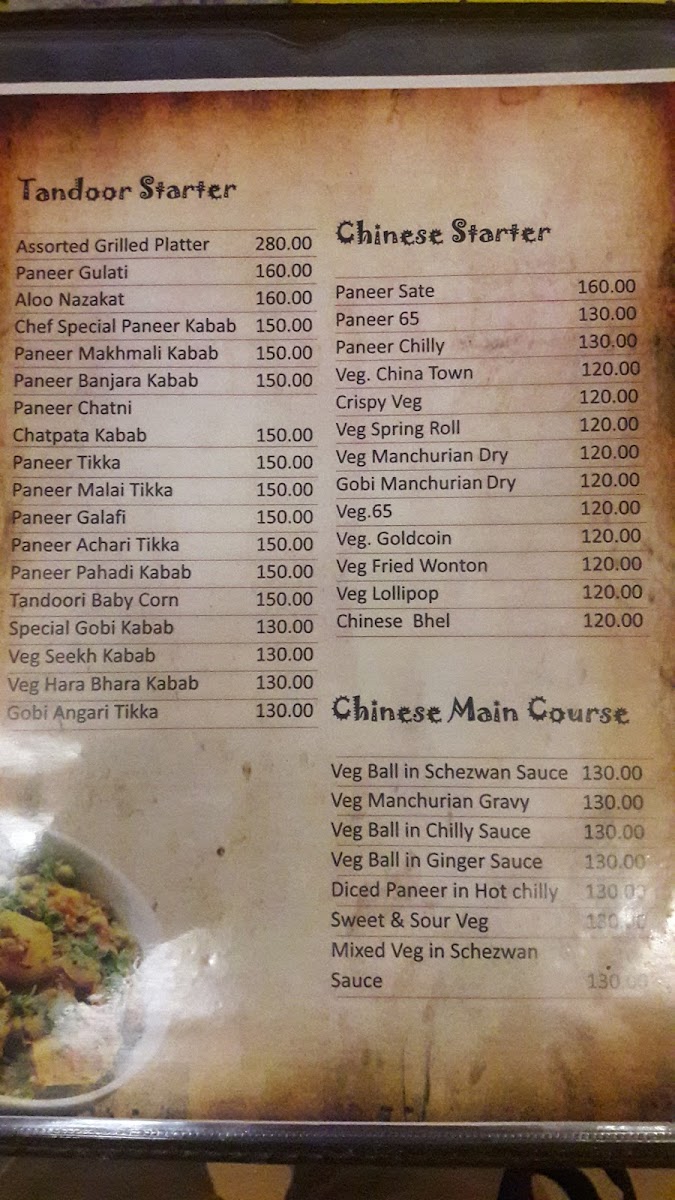 Tandoor Starter
Assorted Grilled Platter 280.00
Paneer Gulati 160.00
Aloo Nazakat 160.00
Chef Special Paneer Kabab 150.00
Paneer Makhmali Kabab 150.00
Paneer Banjara Kabab 150.00
Paneer Chatni
Chatpata Kabab 150.00
Paneer Tikka 150.00
Paneer Malai Tikka 150.00
Paneer Galafi 150.00
Paneer Achari Tikka 150.00
Paneer Pahadi Kabab 150.00
Tandoori Baby Corn 150.00
Special Gobi Kabab 130.00
Veg Seekh Kabab 130.00
Veg Hara Bhara Kabab 130.00
Gobi Angari Tikka 130.00
Chinese Starter
Paneer Sate 160.00
Paneer 65 130.00
Paneer Chilly 130.00
Veg. China Town 120.00
Crispy Veg 120.00
Veg Spring Roll 120.00
Veg Manchurian Dry 120.00
Gobi Manchurian Dry 120.00
Veg.65 120.00
Veg. Goldcoin 120.00
Veg Fried Wonton 120.00
Veg Lollipop 120.00
Chinese Bhel 120.00
Chinese Main Course
Veg Ball in Schezwan Sauce 130.00
Veg Manchurian Gravy 130.00
Veg Ball in Chilly Sauce 130.00
Veg Ball in Ginger Sauce 130.00
Diced Paneer in Hot chilly 130.00
Sweet & Sour Veg
Mixed Veg in Schezwan
Sauce 130.00